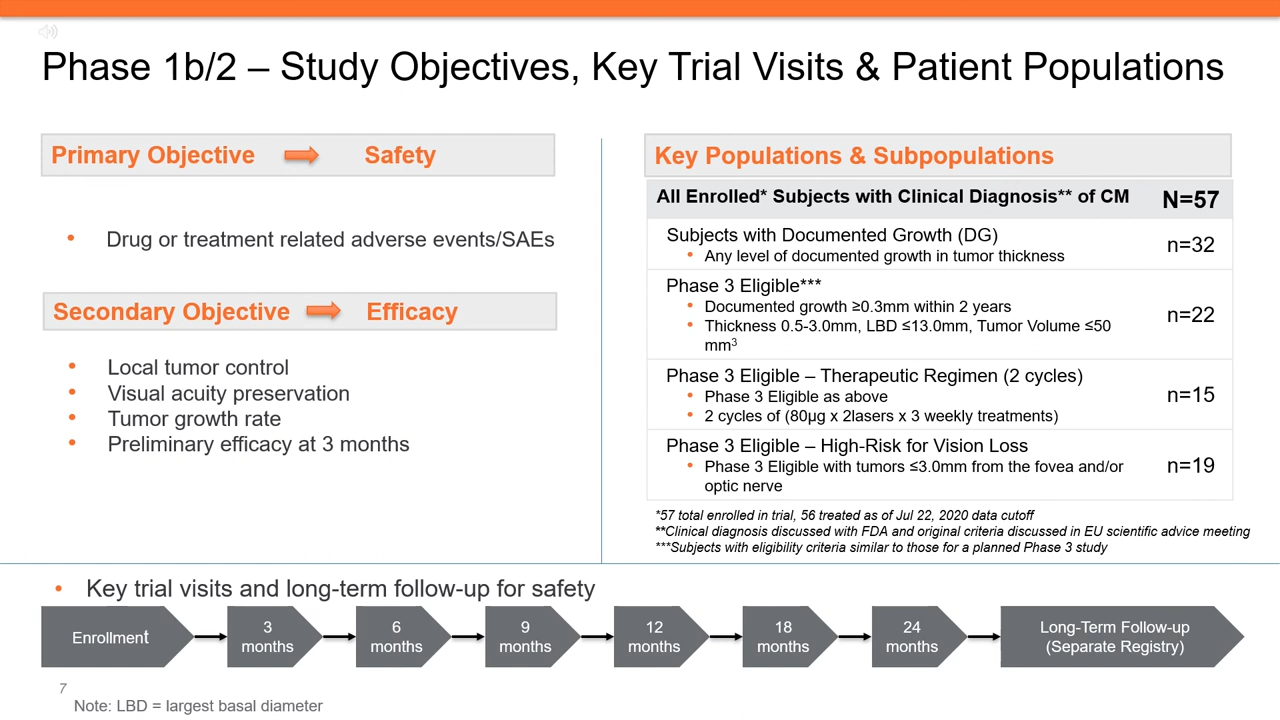 Phase 1b/2 – Study Objectives, Key Trial Visits & Patient Populations
Primary Objective
Safety
• Drug or treatment related adverse events/SAEs
Secondary Objective
Efficacy
• Local tumor control
• Visual acuity preservation
• Tumor growth rate
• Preliminary efficacy at 3 months
Key Populations & Subpopulations
All Enrolled* Subjects with Clinical Diagnosis** of CM N=57
Subjects with Documented Growth (DG)
• Any level of documented growth in tumor thickness
n=32
Phase 3 Eligible***
• Documented growth ≥0.3mm within 2 years
• Thickness 0.5-3.0mm, LBD ≤13.0mm, Tumor Volume ≤50
mm³
n=22
Phase 3 Eligible – Therapeutic Regimen (2 cycles)
• Phase 3 Eligible as above
• 2 cycles of (80µg x 2lasers x 3 weekly treatments)
n=15
Phase 3 Eligible – High-Risk for Vision Loss
• Phase 3 Eligible with tumors ≤3.0mm from the fovea and/or
optic nerve
n=19
*57 total enrolled in trial, 56 treated as of Jul 22, 2020 data cutoff
**Clinical diagnosis discussed with FDA and original criteria discussed in EU scientific advice meeting
***Subjects with eligibility criteria similar to those for a planned Phase 3 study
• Key trial visits and long-term follow-up for safety
Enrollment
3
months
6
months
9
months
12
months
18
months
24
months
Long-Term Follow-up
(Separate Registry)
7
Note: LBD = largest basal diameter